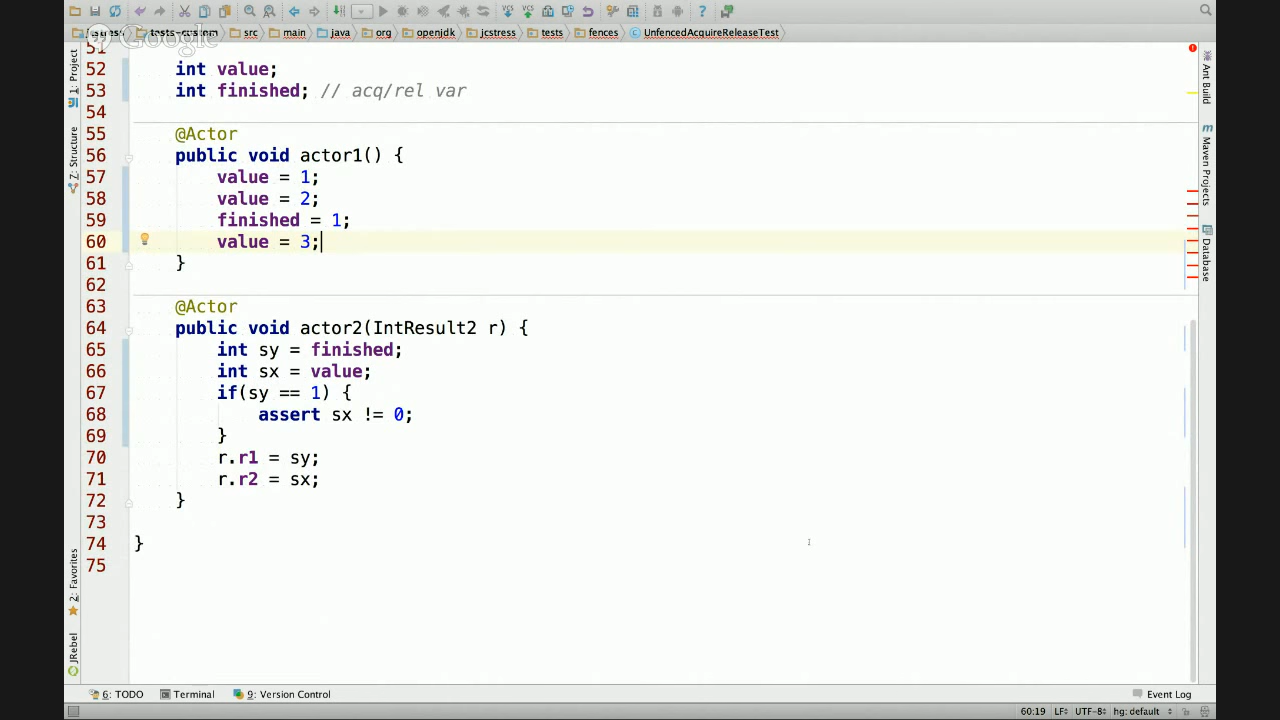 Google
jcstress tests-custom src main java org openjdk jcstress tests fences UnfencedAcquireReleaseTest
51
52 int value;
53 int finished; // acq/rel var
54
55 @Actor
56 public void actor1() {
57 value = 1;
58 value = 2;
59 finished = 1;
60 value = 3;
61 }
62
63 @Actor
64 public void actor2(IntResult2 r) {
65 int sy = finished;
66 int sx = value;
67 if(sy == 1) {
68 assert sx != 0;
69 }
70 r.r1 = sy;
71 r.r2 = sx;
72 }
73
74 }
75
1: Project
7: Structure
2: Favorites
JRebel
Ant Build
Maven Projects
Database
6: TODO Terminal 9: Version Control Event Log
60:19 LF UTF-8 hg: default